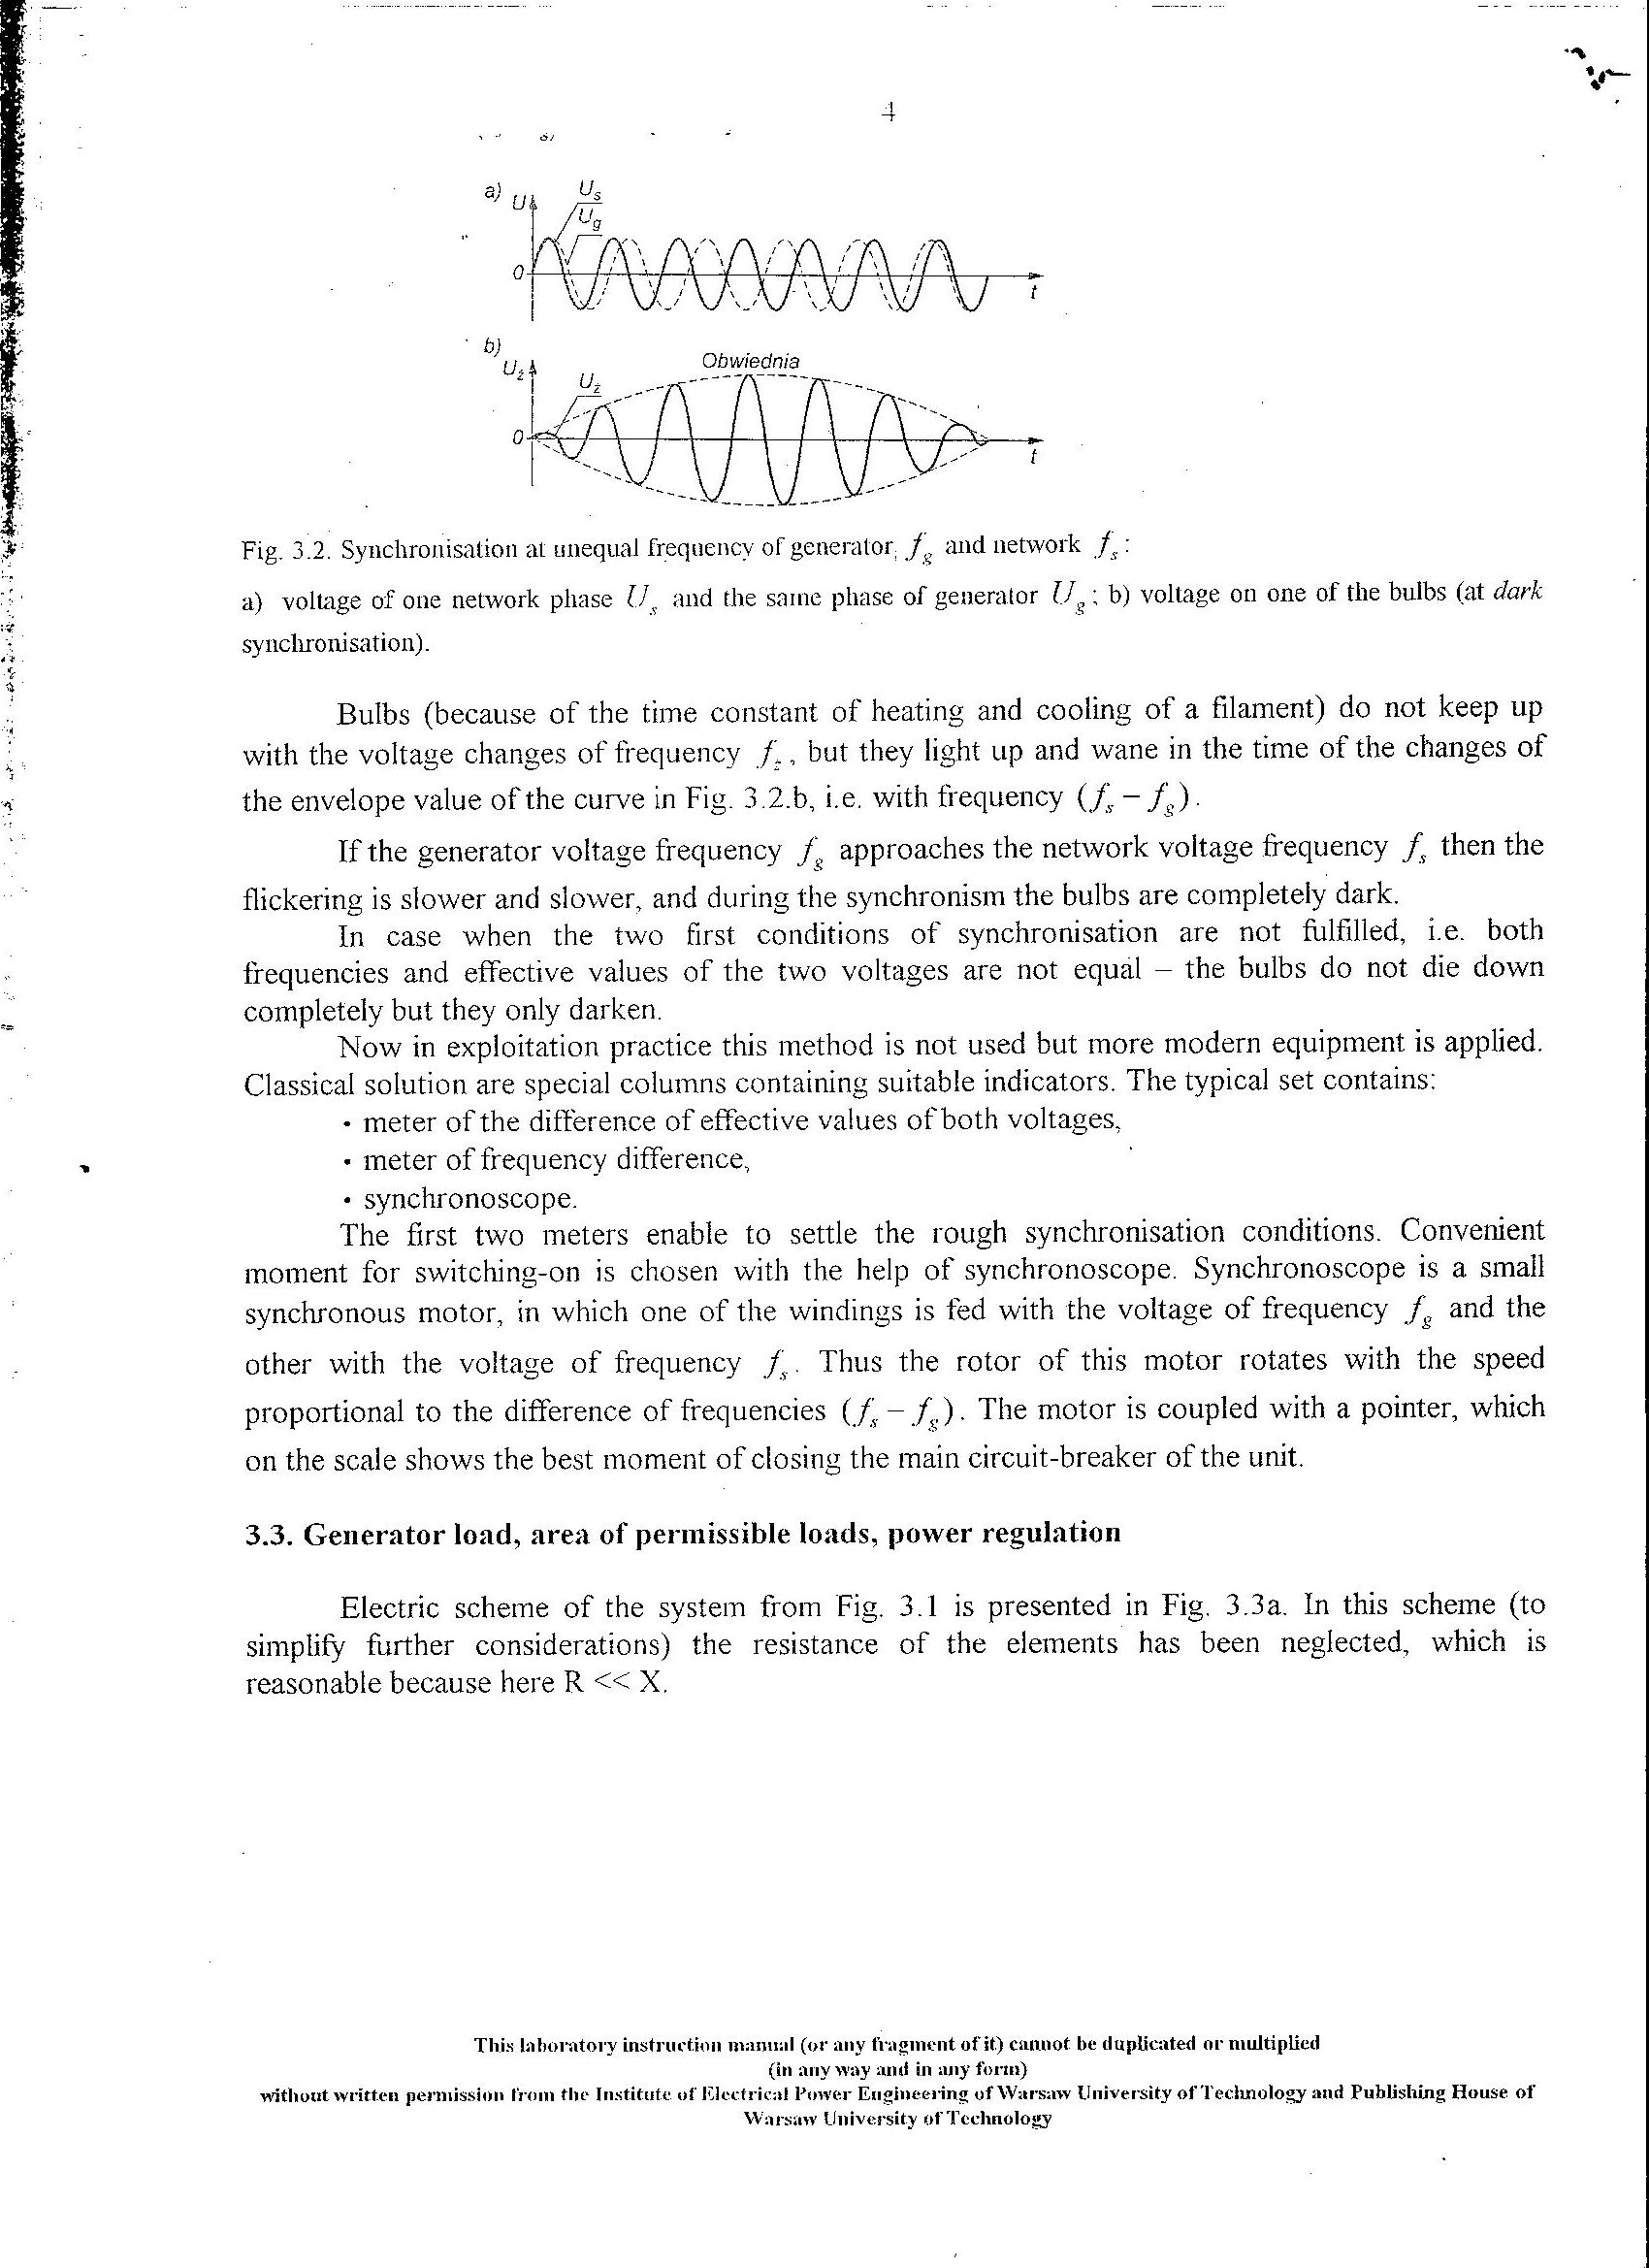 4
a) U U_s
U_g
0
t
b)
U_ż U_ż Obwiednia
0
t
Fig. 3.2. Synchronisation at unequal frequency of generator, f_g and network f_s:
a) voltage of one network phase U_s and the same phase of generator U_g; b) voltage on one of the bulbs (at dark
synchronisation).
Bulbs (because of the time constant of heating and cooling of a filament) do not keep up
with the voltage changes of frequency f_ż, but they light up and wane in the time of the changes of
the envelope value of the curve in Fig. 3.2.b, i.e. with frequency (f_s − f_g).
If the generator voltage frequency f_g approaches the network voltage frequency f_s then the
flickering is slower and slower, and during the synchronism the bulbs are completely dark.
In case when the two first conditions of synchronisation are not fulfilled, i.e. both
frequencies and effective values of the two voltages are not equal – the bulbs do not die down
completely but they only darken.
Now in exploitation practice this method is not used but more modern equipment is applied.
Classical solution are special columns containing suitable indicators. The typical set contains:
• meter of the difference of effective values of both voltages,
• meter of frequency difference,
• synchronoscope.
The first two meters enable to settle the rough synchronisation conditions. Convenient
moment for switching-on is chosen with the help of synchronoscope. Synchronoscope is a small
synchronous motor, in which one of the windings is fed with the voltage of frequency f_g and the
other with the voltage of frequency f_s. Thus the rotor of this motor rotates with the speed
proportional to the difference of frequencies (f_s − f_g). The motor is coupled with a pointer, which
on the scale shows the best moment of closing the main circuit-breaker of the unit.
3.3. Generator load, area of permissible loads, power regulation
Electric scheme of the system from Fig. 3.1 is presented in Fig. 3.3a. In this scheme (to
simplify further considerations) the resistance of the elements has been neglected, which is
reasonable because here R << X.
This laboratory instruction manual (or any fragment of it) cannot be duplicated or multiplied
(in any way and in any form)
without written permission from the Institute of Electrical Power Engineering of Warsaw University of Technology and Publishing House of
Warsaw University of Technology